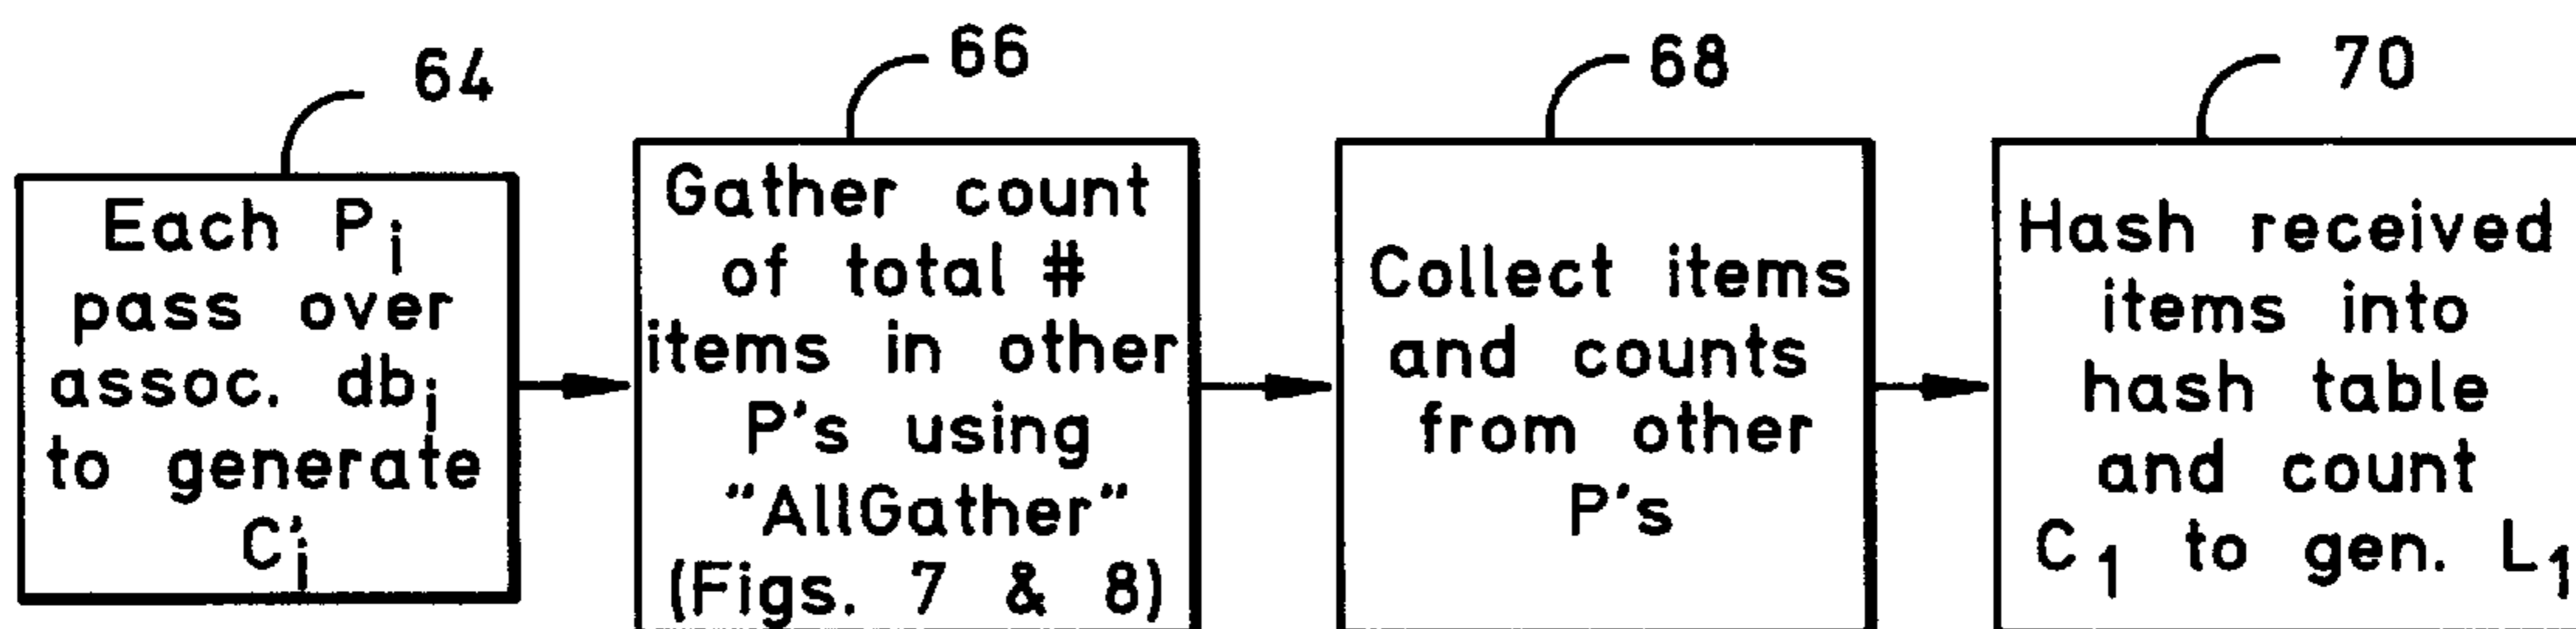 64
Each Pi
pass over
assoc. dbi
to generate
C'i
66
Gather count
of total #
items in other
P's using
"AllGather"
(Figs. 7 & 8)
68
Collect items
and counts
from other
P's
70
Hash received
items into
hash table
and count
C1 to gen. L1